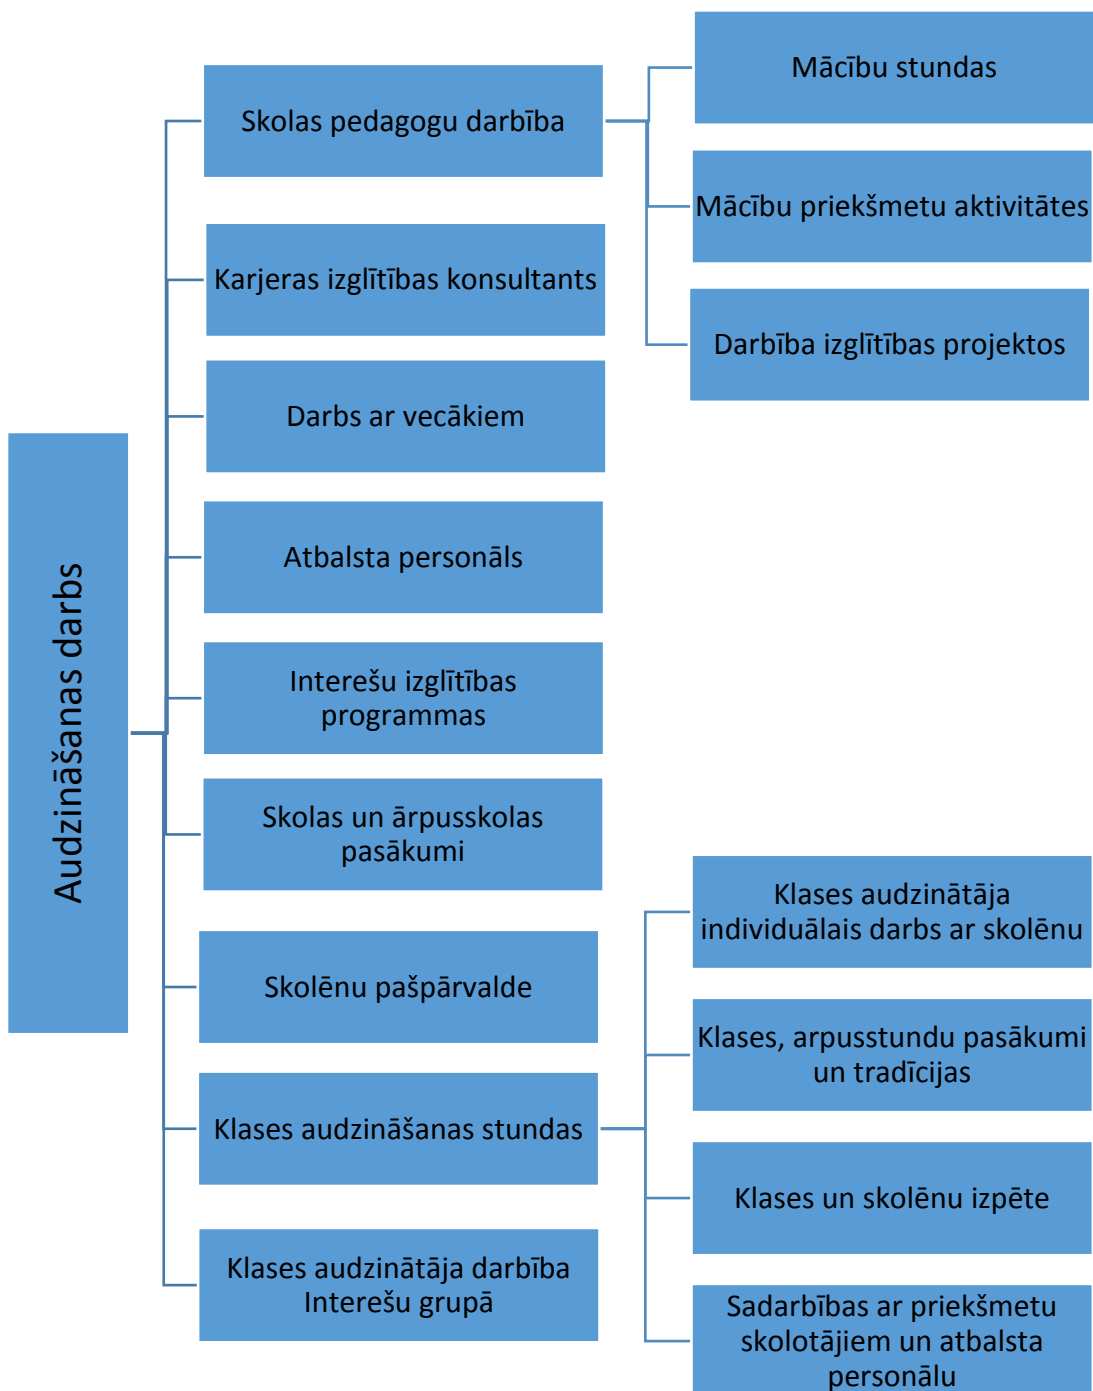 Audzināšanas darbs
Skolas pedagogu darbība
Mācību stundas
Mācību priekšmetu aktivitātes
Darbība izglītības projektos
Karjeras izglītības konsultants
Darbs ar vecākiem
Atbalsta personāls
Interešu izglītības
programmas
Skolas un ārpusskolas
pasākumi
Skolēnu pašpārvalde
Klases audzināšanas stundas
Klases audzinātāja
individuālais darbs ar skolēnu
Klases, arpusstundu pasākumi
un tradīcijas
Klases un skolēnu izpēte
Sadarbības ar priekšmetu
skolotājiem un atbalsta
personālu
Klases audzinātāja darbība
Interešu grupā